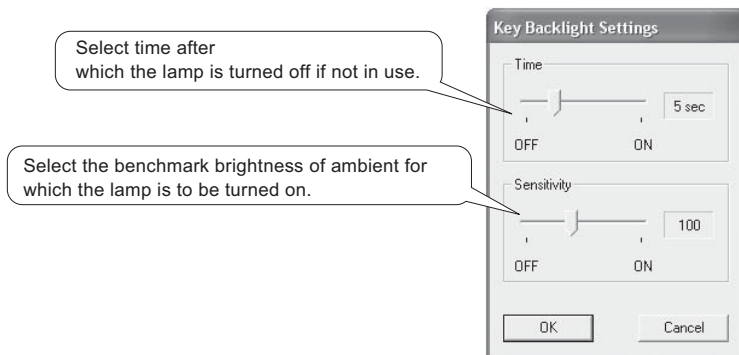 Key Backlight Settings
Select time after
which the lamp is turned off if not in use.
Time
5 sec
OFF ON
Select the benchmark brightness of ambient for
which the lamp is to be turned on.
Sensitivity
100
OFF ON
OK Cancel